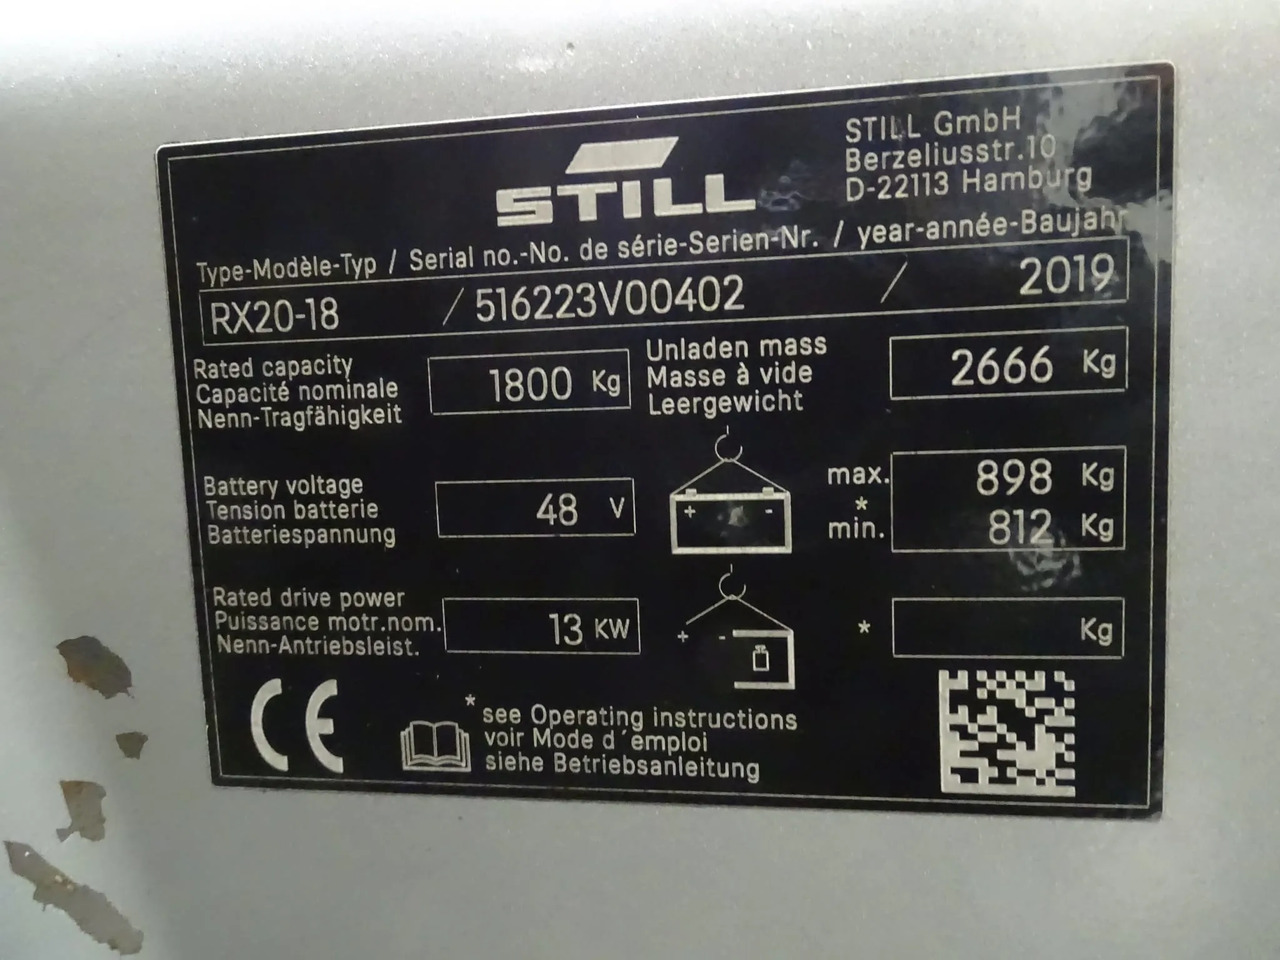 STILL
STILL GmbH
Berzeliusstr.10
D-22113 Hamburg
Type-Modèle-Typ / Serial no.-No. de série-Serien-Nr. / year-année-Baujahr
RX20-18 / 516223V00402 / 2019
Rated capacity
Capacité nominale
Nenn-Tragfähigkeit
1800 Kg
Unladen mass
Masse à vide
Leergewicht
2666 Kg
Battery voltage
Tension batterie
Batteriespannung
48 V
+ -
max. 898 Kg
*
min. 812 Kg
Rated drive power
Puissance motr.nom.
Nenn-Antriebsleist.
13 KW
+ -
* Kg
CE
* see Operating instructions
voir Mode d´emploi
siehe Betriebsanleitung